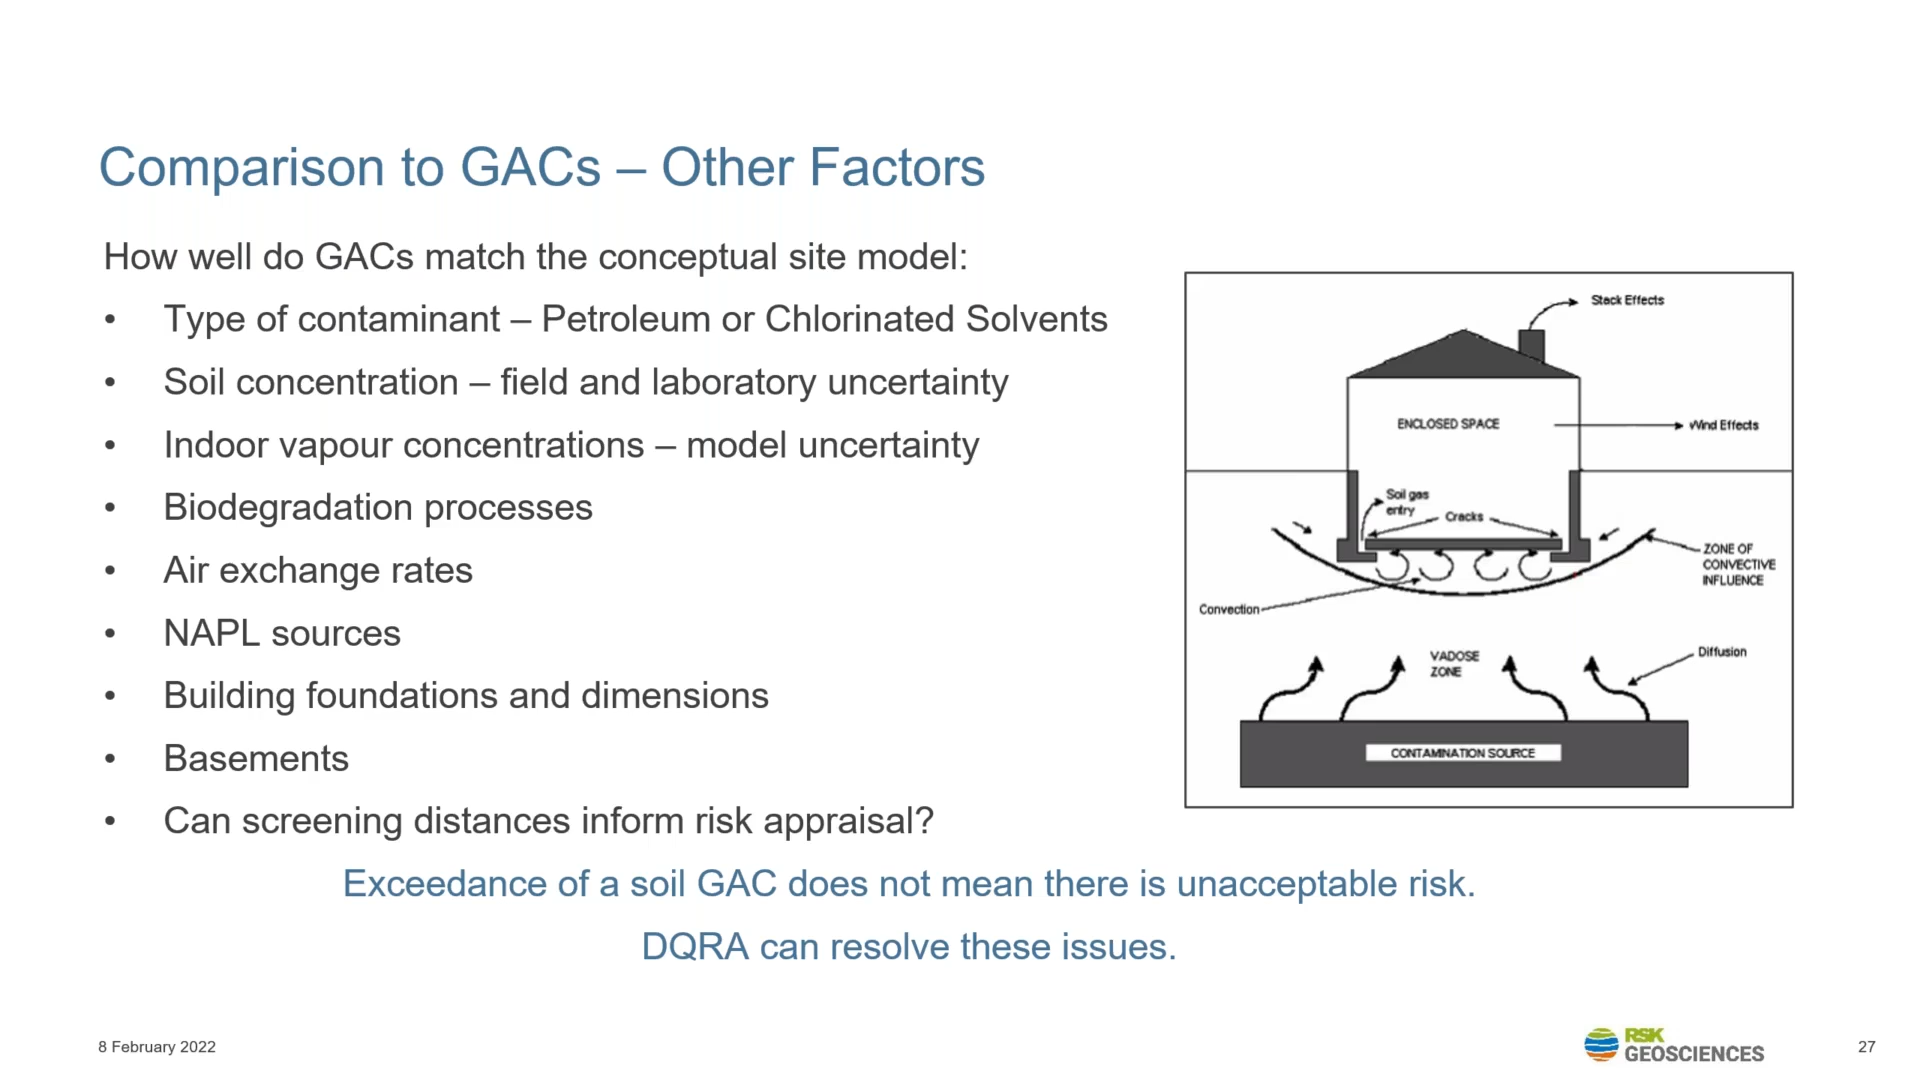 Comparison to GACs – Other Factors
How well do GACs match the conceptual site model:
• Type of contaminant – Petroleum or Chlorinated Solvents
• Soil concentration – field and laboratory uncertainty
• Indoor vapour concentrations – model uncertainty
• Biodegradation processes
• Air exchange rates
• NAPL sources
• Building foundations and dimensions
• Basements
• Can screening distances inform risk appraisal?
Exceedance of a soil GAC does not mean there is unacceptable risk.
DQRA can resolve these issues.
Stack Effects
ENCLOSED SPACE
Wind Effects
Soil gas
entry
Cracks
ZONE OF
CONVECTIVE
INFLUENCE
Convection
VADOSE
ZONE
Diffusion
CONTAMINATION SOURCE
8 February 2022
RSK
GEOSCIENCES
27